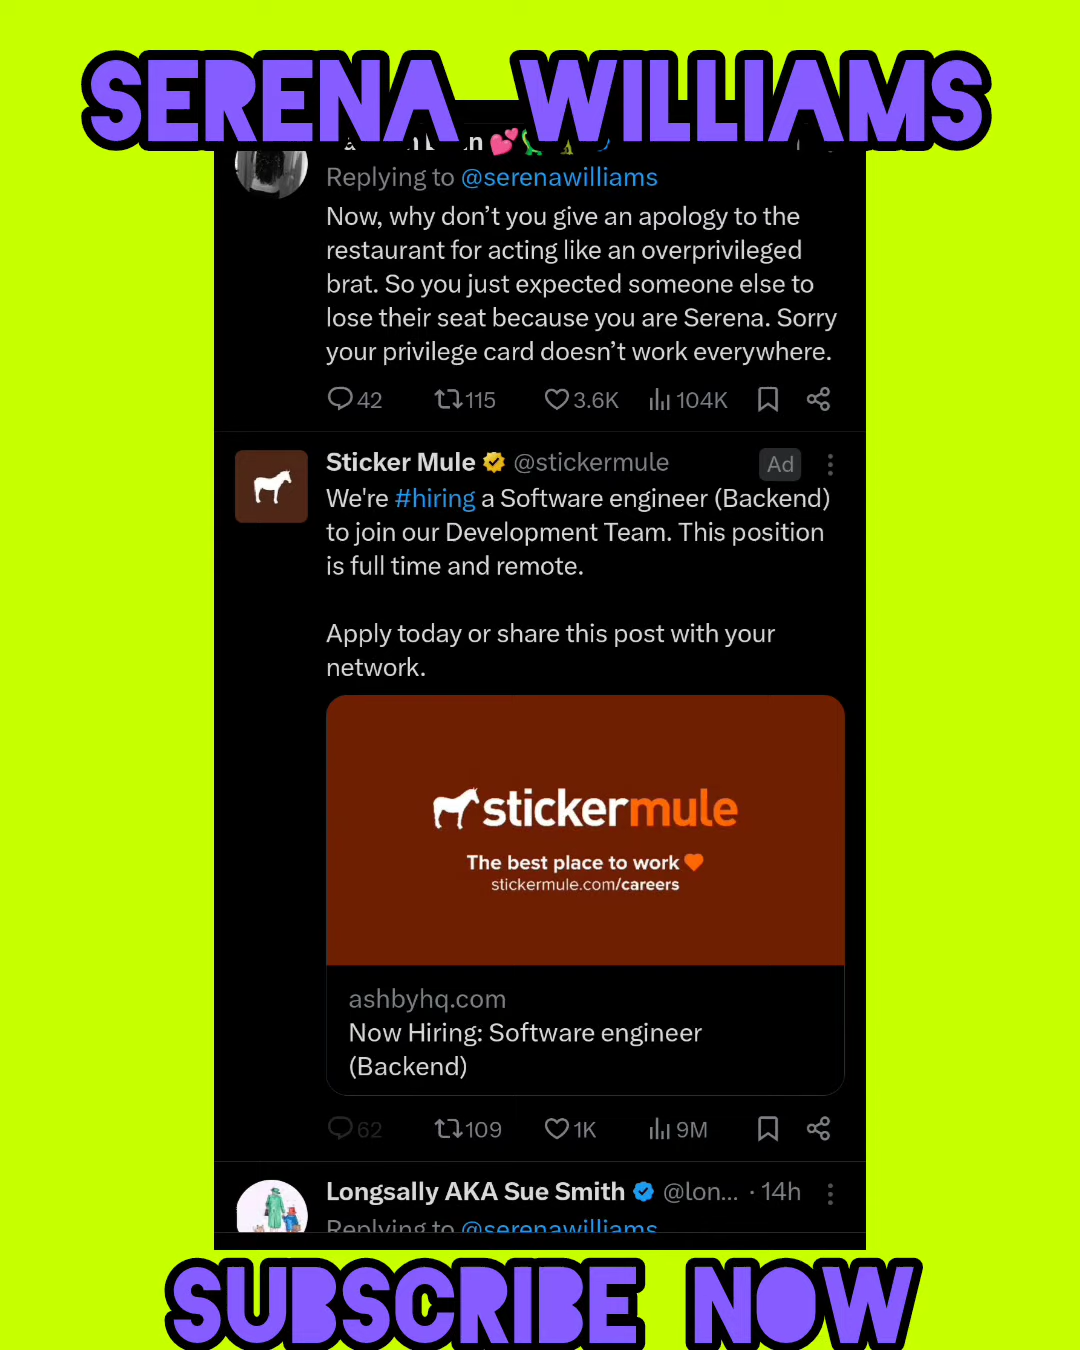 SERENA WILLIAMS
Replying to @serenawilliams
Now, why don’t you give an apology to the
restaurant for acting like an overprivileged
brat. So you just expected someone else to
lose their seat because you are Serena. Sorry
your privilege card doesn’t work everywhere.
42 115 3.6K 104K
Sticker Mule @stickermule Ad
We're #hiring a Software engineer (Backend)
to join our Development Team. This position
is full time and remote.
Apply today or share this post with your
network.
stickermule
The best place to work
stickermule.com/careers
ashbyhq.com
Now Hiring: Software engineer
(Backend)
62 109 1K 9M
Longsally AKA Sue Smith @lon... · 14h
Replying to @serenawilliams
SUBSCRIBE NOW